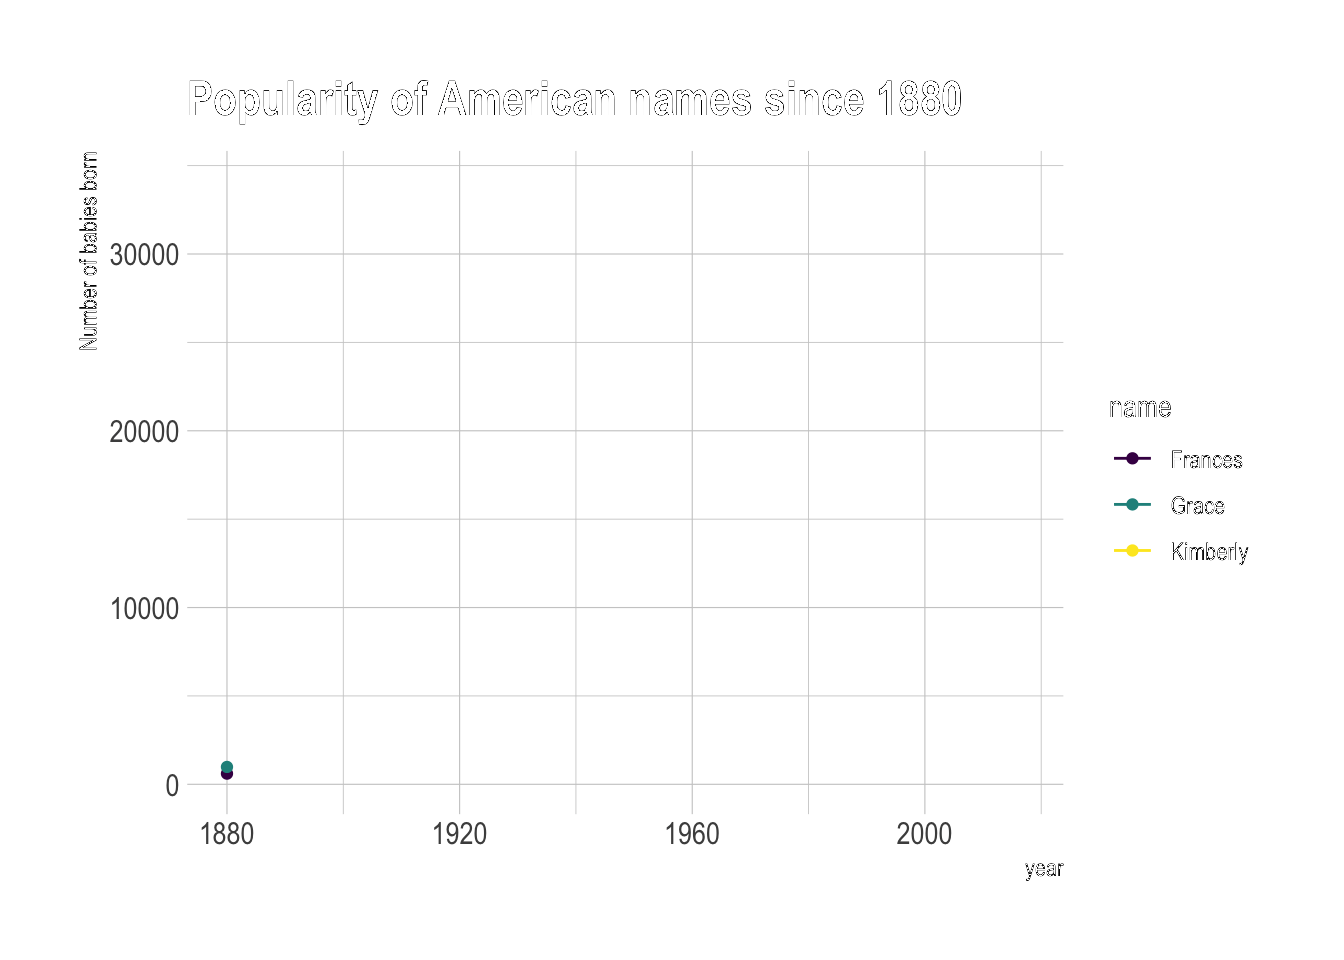 Popularity of American names since 1880
Number of babies born
30000
20000
10000
0
1880 1920 1960 2000
year
name
Frances
Grace
Kimberly